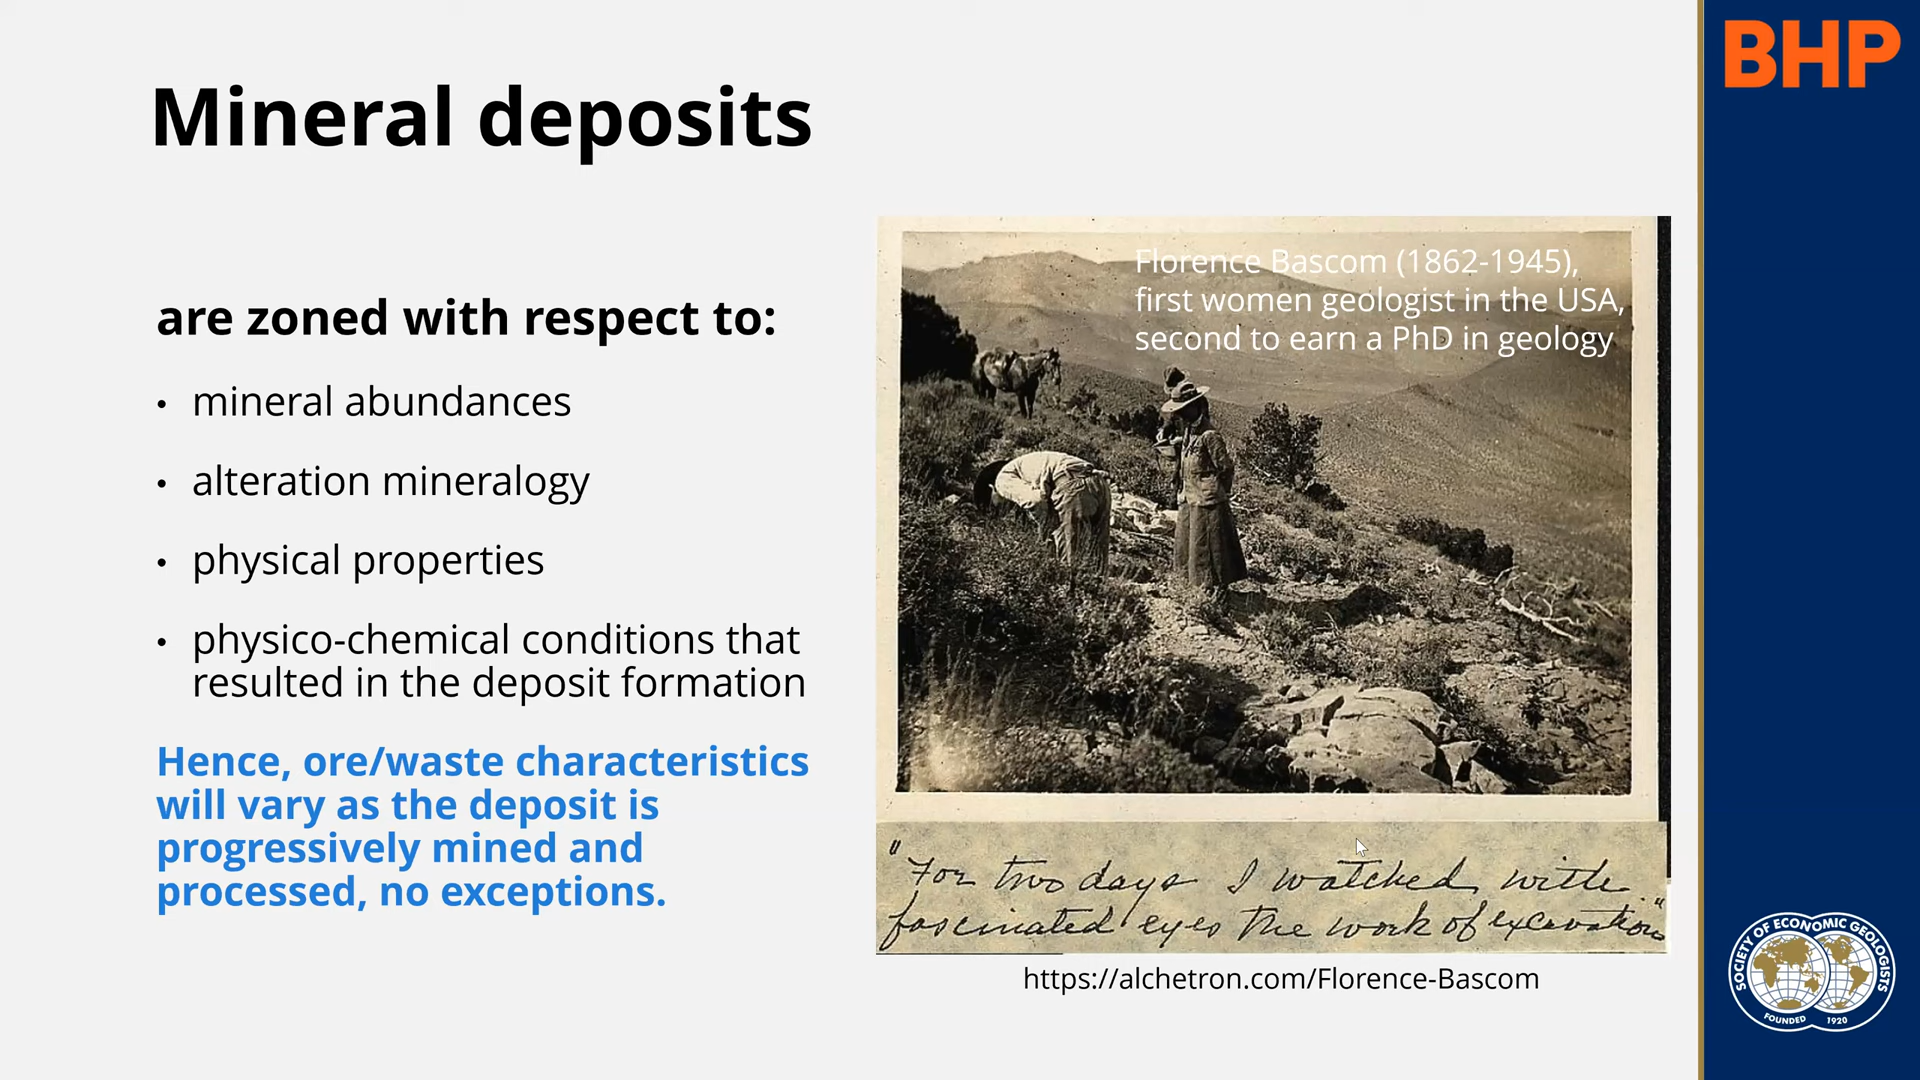 Mineral deposits
are zoned with respect to:
• mineral abundances
• alteration mineralogy
• physical properties
• physico-chemical conditions that
resulted in the deposit formation
Hence, ore/waste characteristics
will vary as the deposit is
progressively mined and
processed, no exceptions.
Florence Bascom (1862-1945),
first women geologist in the USA,
second to earn a PhD in geology
"For two days I watched with
fascinated eyes the work of excavation"
https://alchetron.com/Florence-Bascom
BHP
SOCIETY OF ECONOMIC GEOLOGISTS
FOUNDED 1920